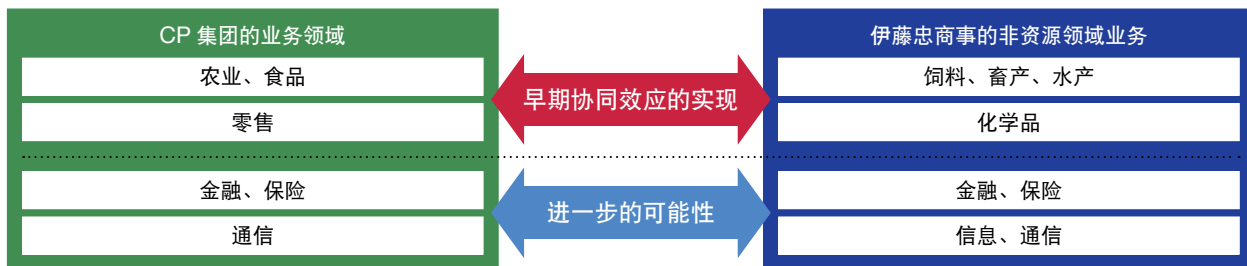 CP 集团的业务领域
农业、食品
零售
金融、保险
通信
早期协同效应的实现
进一步的可能性
伊藤忠商事的非资源领域业务
饲料、畜产、水产
化学品
金融、保险
信息、通信